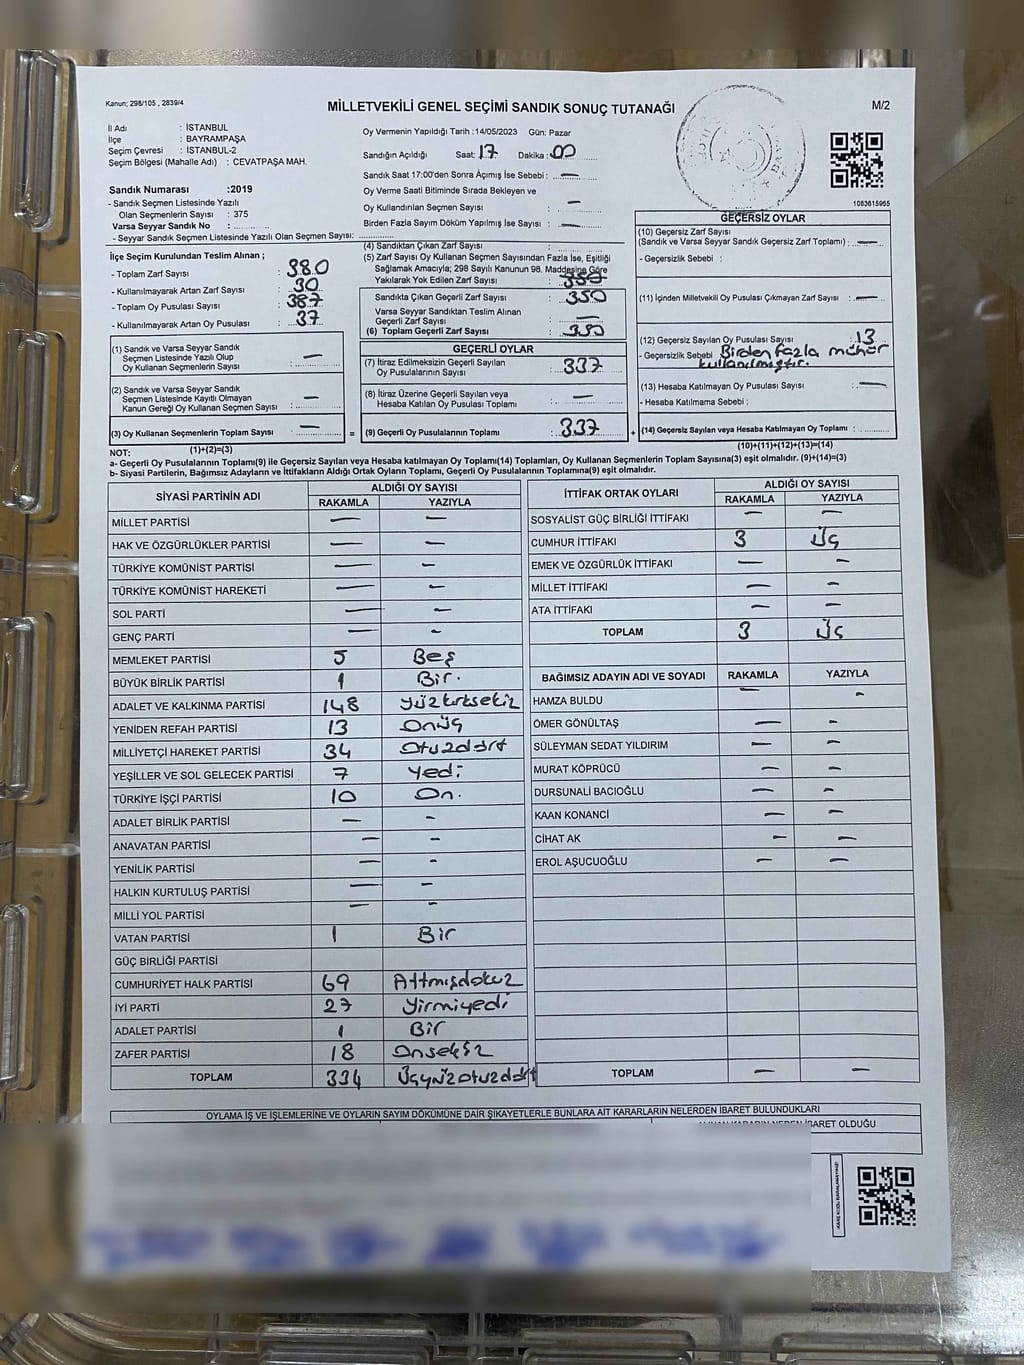 Kanun; 298/105 , 2839/4
MİLLETVEKİLİ GENEL SEÇİMİ SANDIK SONUÇ TUTANAĞI
M/2
İl Adı : İSTANBUL
İlçe : BAYRAMPAŞA
Seçim Çevresi : İSTANBUL-2
Seçim Bölgesi (Mahalle Adı) : CEVATPAŞA MAH.
Sandık Numarası :2019
- Sandık Seçmen Listesinde Yazılı
Olan Seçmenlerin Sayısı : 375
Varsa Seyyar Sandık No :
- Seyyar Sandık Seçmen Listesinde Yazılı Olan Seçmen Sayısı:
Oy Vermenin Yapıldığı Tarih :14/05/2023 Gün: Pazar
Sandığın Açıldığı Saat: 17 Dakika : 00
Sandık Saat 17:00'den Sonra Açımış İse Sebebi : —
Oy Verme Saati Bitiminde Sırada Bekleyen ve
Oy Kullandırılan Seçmen Sayısı : —
Birden Fazla Sayım Döküm Yapılmış İse Sayısı : —
1083615965
İlçe Seçim Kurulundan Teslim Alınan ;
- Toplam Zarf Sayısı : 380
- Kullanılmayarak Artan Zarf Sayısı : 30
- Toplam Oy Pusulası Sayısı : 387
- Kullanılmayarak Artan Oy Pusulası : 37
(1) Sandık ve Varsa Seyyar Sandık
Seçmen Listesinde Yazılı Olup
Oy Kullanan Seçmenlerin Sayısı : —
(2) Sandık ve Varsa Seyyar Sandık
Seçmen Listesinde Kayıtlı Olmayan
Kanun Gereği Oy Kullanan Seçmen Sayısı : —
(3) Oy Kullanan Seçmenlerin Toplam Sayısı : —
(1)+(2)=(3)
(4) Sandıktan Çıkan Zarf Sayısı :
(5) Zarf Sayısı Oy Kullanan Seçmen Sayısından Fazla İse, Eşitliği
Sağlamak Amacıyla; 298 Sayılı Kanunun 98. Maddesine Göre
Yakılarak Yok Edilen Zarf Sayısı : 350
Sandıkta Çıkan Geçerli Zarf Sayısı : 350
Varsa Seyyar Sandıktan Teslim Alınan
Geçerli Zarf Sayısı : —
(6) Toplam Geçerli Zarf Sayısı : 350
GEÇERLİ OYLAR
(7) İtiraz Edilmeksizin Geçerli Sayılan
Oy Pusulalarının Sayısı : 337
(8) İtiraz Üzerine Geçerli Sayılan veya
Hesaba Katılan Oy Pusulası Toplamı : —
= (9) Geçerli Oy Pusulalarının Toplamı : 337
GEÇERSİZ OYLAR
(10) Geçersiz Zarf Sayısı
(Sandık ve Varsa Seyyar Sandık Geçersiz Zarf Toplamı) : —
- Geçersizlik Sebebi :
(11) İçinden Milletvekili Oy Pusulası Çıkmayan Zarf Sayısı : —
(12) Geçersiz Sayılan Oy Pusulası Sayısı : 13
- Geçersizlik Sebebi : Birden fazla mühür
kullanılmıştır.
(13) Hesaba Katılmayan Oy Pusulası Sayısı : —
- Hesaba Katılmama Sebebi :
+ (14) Geçersiz Sayılan veya Hesaba Katılmayan Oy Toplamı :
(10)+(11)+(12)+(13)=(14)
NOT:
a- Geçerli Oy Pusulalarının Toplamı(9) ile Geçersiz Sayılan veya Hesaba Katılmayan Oy Toplamı(14) Toplamları, Oy Kullanan Seçmenlerin Toplam Sayısına(3) eşit olmalıdır. (9)+(14)=(3)
b- Siyasi Partilerin, Bağımsız Adayların ve İttifakların Aldığı Ortak Oyların Toplamı, Geçerli Oy Pusulalarının Toplamına(9) eşit olmalıdır.
SİYASİ PARTİNİN ADI ALDIĞI OY SAYISI
RAKAMLA YAZIYLA
MİLLET PARTİSİ — —
HAK VE ÖZGÜRLÜKLER PARTİSİ — —
TÜRKİYE KOMÜNİST PARTİSİ — —
TÜRKİYE KOMÜNİST HAREKETİ — —
SOL PARTİ — —
GENÇ PARTİ — —
MEMLEKET PARTİSİ 5 Beş
BÜYÜK BİRLİK PARTİSİ 1 Bir.
ADALET VE KALKINMA PARTİSİ 148 Yüzkırksekiz
YENİDEN REFAH PARTİSİ 13 Onüç
MİLLİYETÇİ HAREKET PARTİSİ 34 Otuzdört
YEŞİLLER VE SOL GELECEK PARTİSİ 7 Yedi
TÜRKİYE İŞÇİ PARTİSİ 10 On.
ADALET BİRLİK PARTİSİ — —
ANAVATAN PARTİSİ — —
YENİLİK PARTİSİ — —
HALKIN KURTULUŞ PARTİSİ — —
MİLLİ YOL PARTİSİ — —
VATAN PARTİSİ 1 Bir
GÜÇ BİRLİĞİ PARTİSİ
CUMHURİYET HALK PARTİSİ 69 Altmışdokuz
İYİ PARTİ 27 Yirmiyedi
ADALET PARTİSİ 1 Bir
ZAFER PARTİSİ 18 Onsekiz
TOPLAM 334 Üçyüzotuzdört
İTTİFAK ORTAK OYLARI ALDIĞI OY SAYISI
RAKAMLA YAZIYLA
SOSYALİST GÜÇ BİRLİĞİ İTTİFAKI — —
CUMHUR İTTİFAKI 3 Üç
EMEK VE ÖZGÜRLÜK İTTİFAKI — —
MİLLET İTTİFAKI — —
ATA İTTİFAKI — —
TOPLAM 3 Üç
BAĞIMSIZ ADAYIN ADI VE SOYADI RAKAMLA YAZIYLA
HAMZA BULDU — —
ÖMER GÖNÜLTAŞ — —
SÜLEYMAN SEDAT YILDIRIM — —
MURAT KÖPRÜCÜ — —
DURSUNALİ BACIOĞLU — —
KAAN KONANCİ — —
CİHAT AK — —
EROL AŞUCUOĞLU — —
TOPLAM — —
OYLAMA İŞ VE İŞLEMLERİNE VE OYLARIN SAYIM DÖKÜMÜNE DAİR ŞİKAYETLERLE BUNLARA AİT KARARLARIN NELERDEN İBARET BULUNDUKLARI
İBARET OLDUĞU